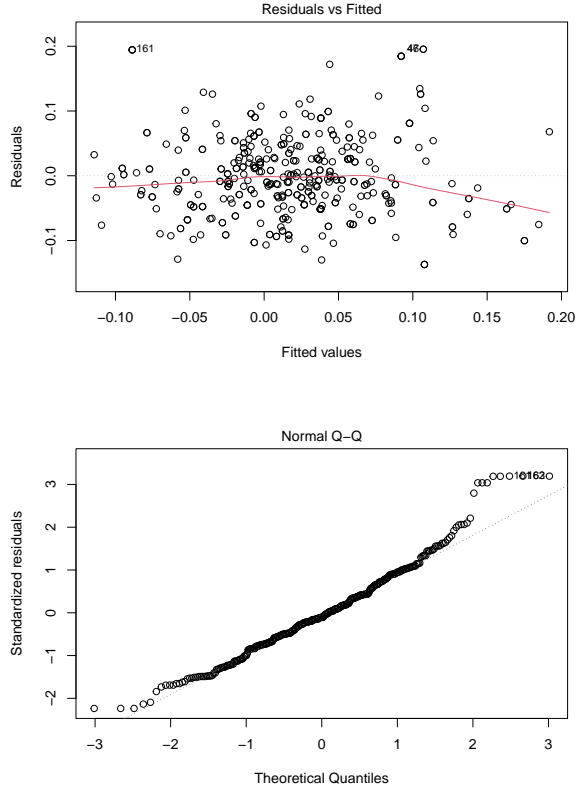 Residuals vs Fitted
0.2
0.1
0.0
−0.1
Residuals
161
46
−0.10 −0.05 0.00 0.05 0.10 0.15 0.20
Fitted values
Normal Q−Q
3
2
1
0
−1
−2
Standardized residuals
−3 −2 −1 0 1 2 3
Theoretical Quantiles